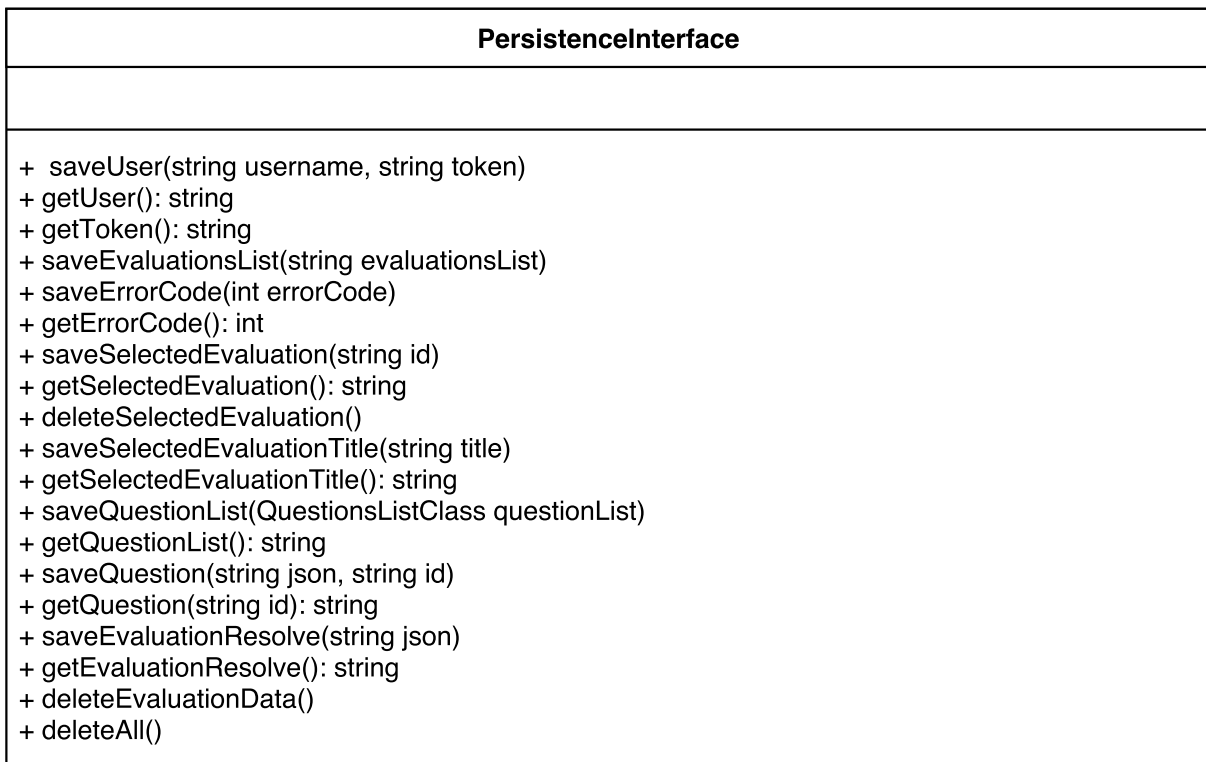 PersistenceInterface
+ saveUser(string username, string token)
+ getUser(): string
+ getToken(): string
+ saveEvaluationsList(string evaluationsList)
+ saveErrorCode(int errorCode)
+ getErrorCode(): int
+ saveSelectedEvaluation(string id)
+ getSelectedEvaluation(): string
+ deleteSelectedEvaluation()
+ saveSelectedEvaluationTitle(string title)
+ getSelectedEvaluationTitle(): string
+ saveQuestionList(QuestionsListClass questionList)
+ getQuestionList(): string
+ saveQuestion(string json, string id)
+ getQuestion(string id): string
+ saveEvaluationResolve(string json)
+ getEvaluationResolve(): string
+ deleteEvaluationData()
+ deleteAll()